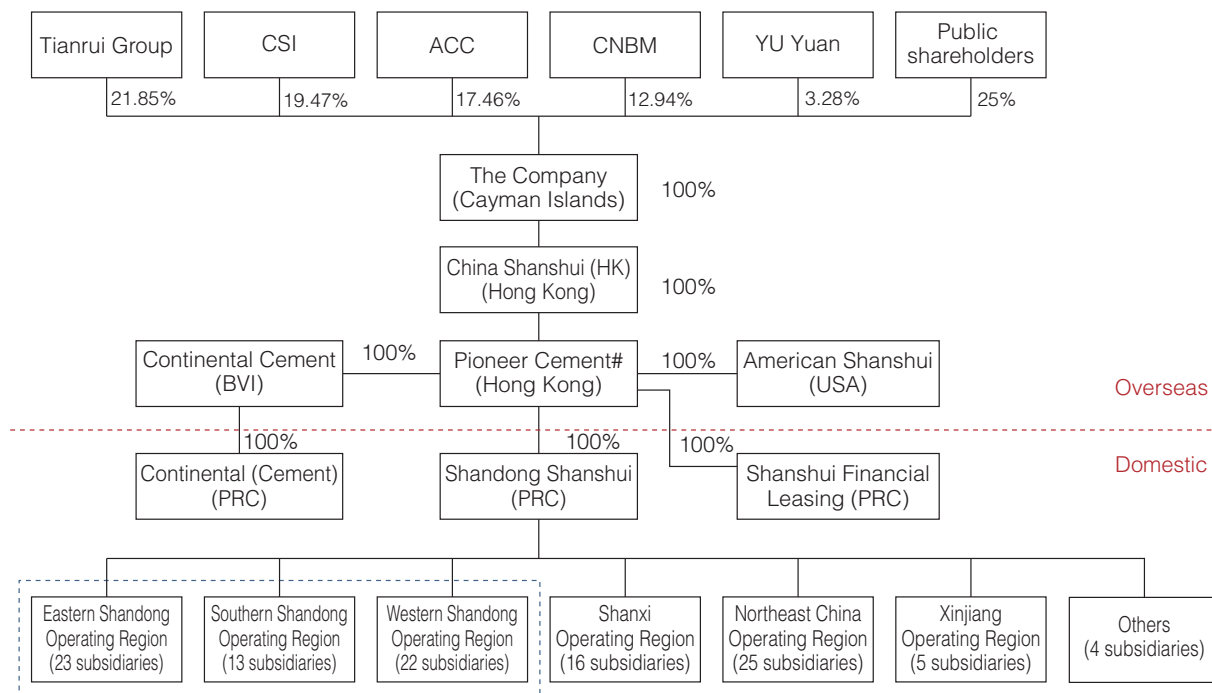 Tianrui Group
CSI
ACC
CNBM
YU Yuan
Public
shareholders
21.85%
19.47%
17.46%
12.94%
3.28%
25%
The Company
(Cayman Islands)
100%
China Shanshui (HK)
(Hong Kong)
100%
Continental Cement
(BVI)
100%
Pioneer Cement#
(Hong Kong)
100%
American Shanshui
(USA)
Overseas
100%
100%
100%
Domestic
Continental (Cement)
(PRC)
Shandong Shanshui
(PRC)
Shanshui Financial
Leasing (PRC)
Eastern Shandong
Operating Region
(23 subsidiaries)
Southern Shandong
Operating Region
(13 subsidiaries)
Western Shandong
Operating Region
(22 subsidiaries)
Shanxi
Operating Region
(16 subsidiaries)
Northeast China
Operating Region
(25 subsidiaries)
Xinjiang
Operating Region
(5 subsidiaries)
Others
(4 subsidiaries)